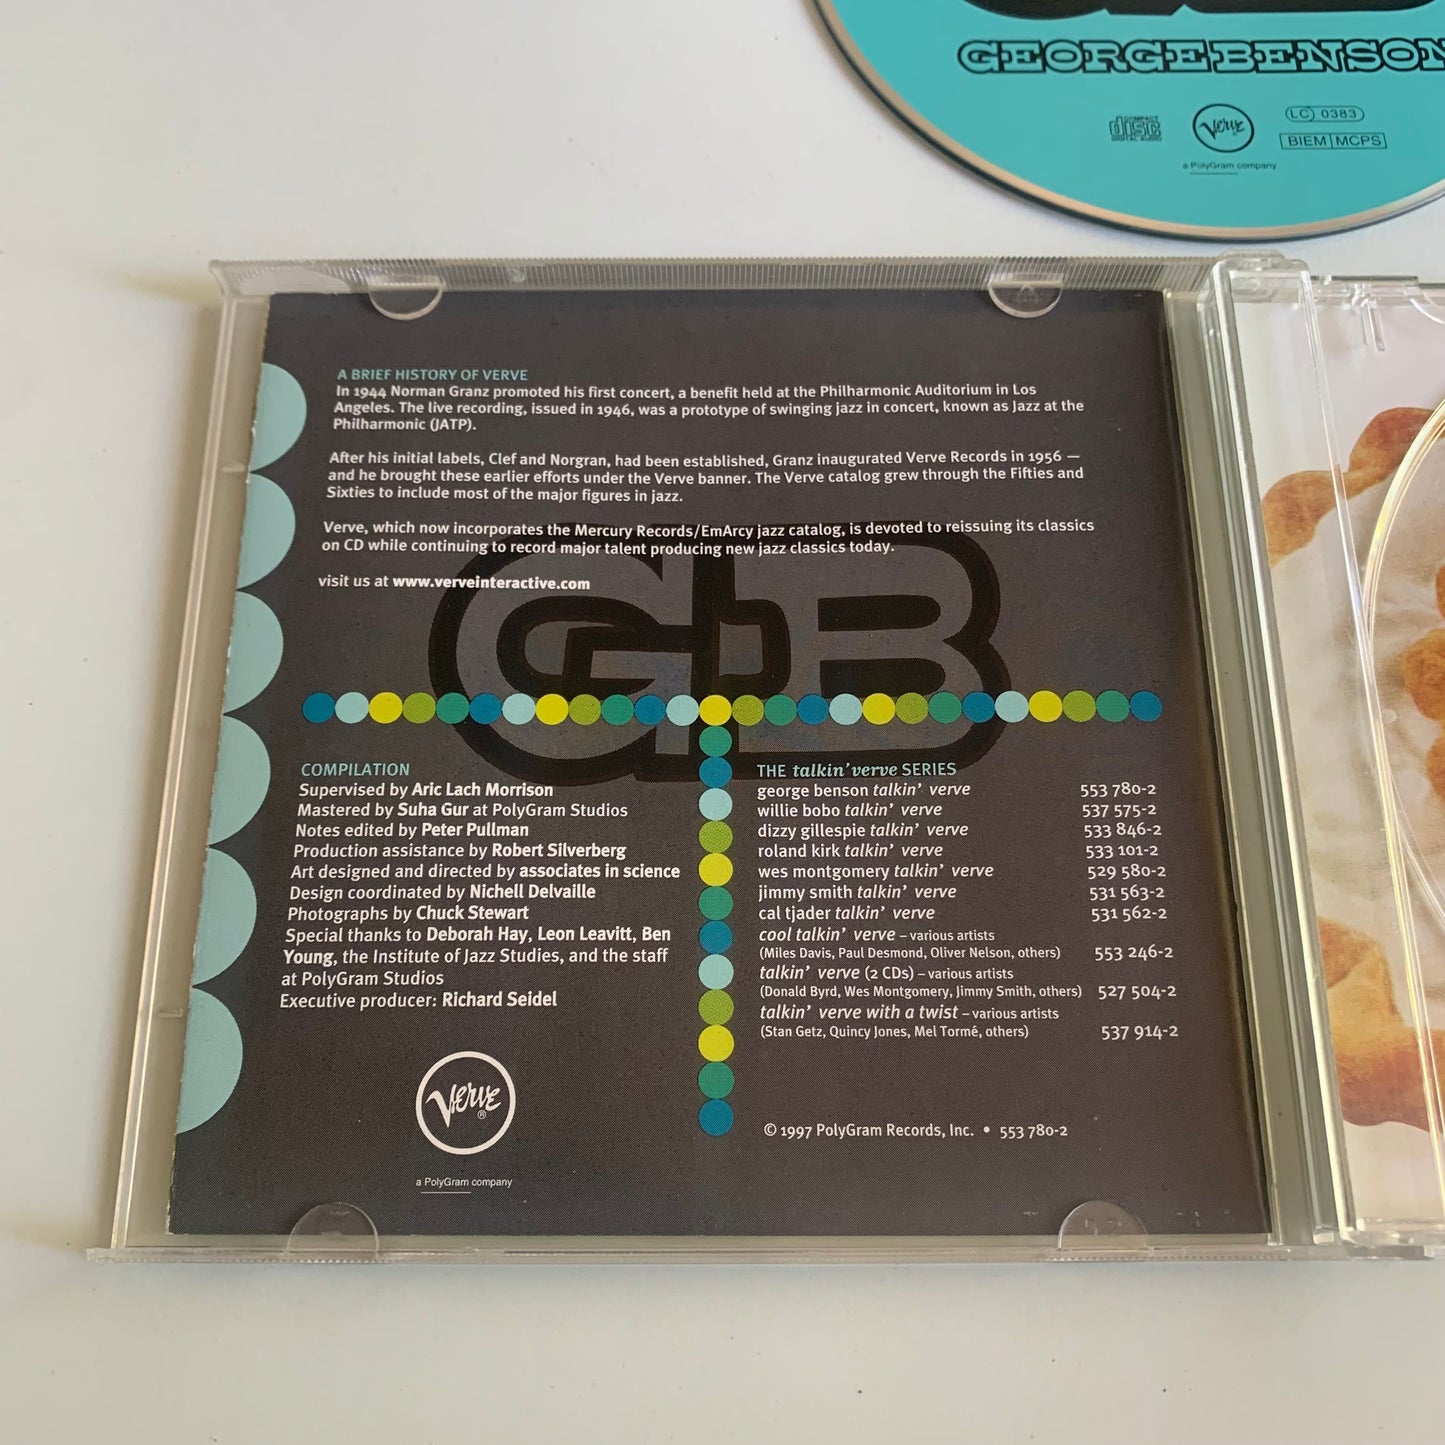 GEORGEBENSON
COMPACT
disc
DIGITAL AUDIO
Verve
a PolyGram company
LC 0383
BIEM MCPS
A BRIEF HISTORY OF VERVE
In 1944 Norman Granz promoted his first concert, a benefit held at the Philharmonic Auditorium in Los
Angeles. The live recording, issued in 1946, was a prototype of swinging jazz in concert, known as Jazz at the
Philharmonic (JATP).
After his initial labels, Clef and Norgran, had been established, Granz inaugurated Verve Records in 1956 —
and he brought these earlier efforts under the Verve banner. The Verve catalog grew through the Fifties and
Sixties to include most of the major figures in jazz.
Verve, which now incorporates the Mercury Records/EmArcy jazz catalog, is devoted to reissuing its classics
on CD while continuing to record major talent producing new jazz classics today.
visit us at www.verveinteractive.com
GB
COMPILATION
Supervised by Aric Lach Morrison
Mastered by Suha Gur at PolyGram Studios
Notes edited by Peter Pullman
Production assistance by Robert Silverberg
Art designed and directed by associates in science
Design coordinated by Nichell Delvaille
Photographs by Chuck Stewart
Special thanks to Deborah Hay, Leon Leavitt, Ben
Young, the Institute of Jazz Studies, and the staff
at PolyGram Studios
Executive producer: Richard Seidel
Verve ®
a PolyGram company
THE talkin' verve SERIES
george benson talkin' verve 553 780-2
willie bobo talkin' verve 537 575-2
dizzy gillespie talkin' verve 533 846-2
roland kirk talkin' verve 533 101-2
wes montgomery talkin' verve 529 580-2
jimmy smith talkin' verve 531 563-2
cal tjader talkin' verve 531 562-2
cool talkin' verve – various artists
(Miles Davis, Paul Desmond, Oliver Nelson, others) 553 246-2
talkin' verve (2 CDs) – various artists
(Donald Byrd, Wes Montgomery, Jimmy Smith, others) 527 504-2
talkin' verve with a twist – various artists
(Stan Getz, Quincy Jones, Mel Tormé, others) 537 914-2
© 1997 PolyGram Records, Inc. • 553 780-2